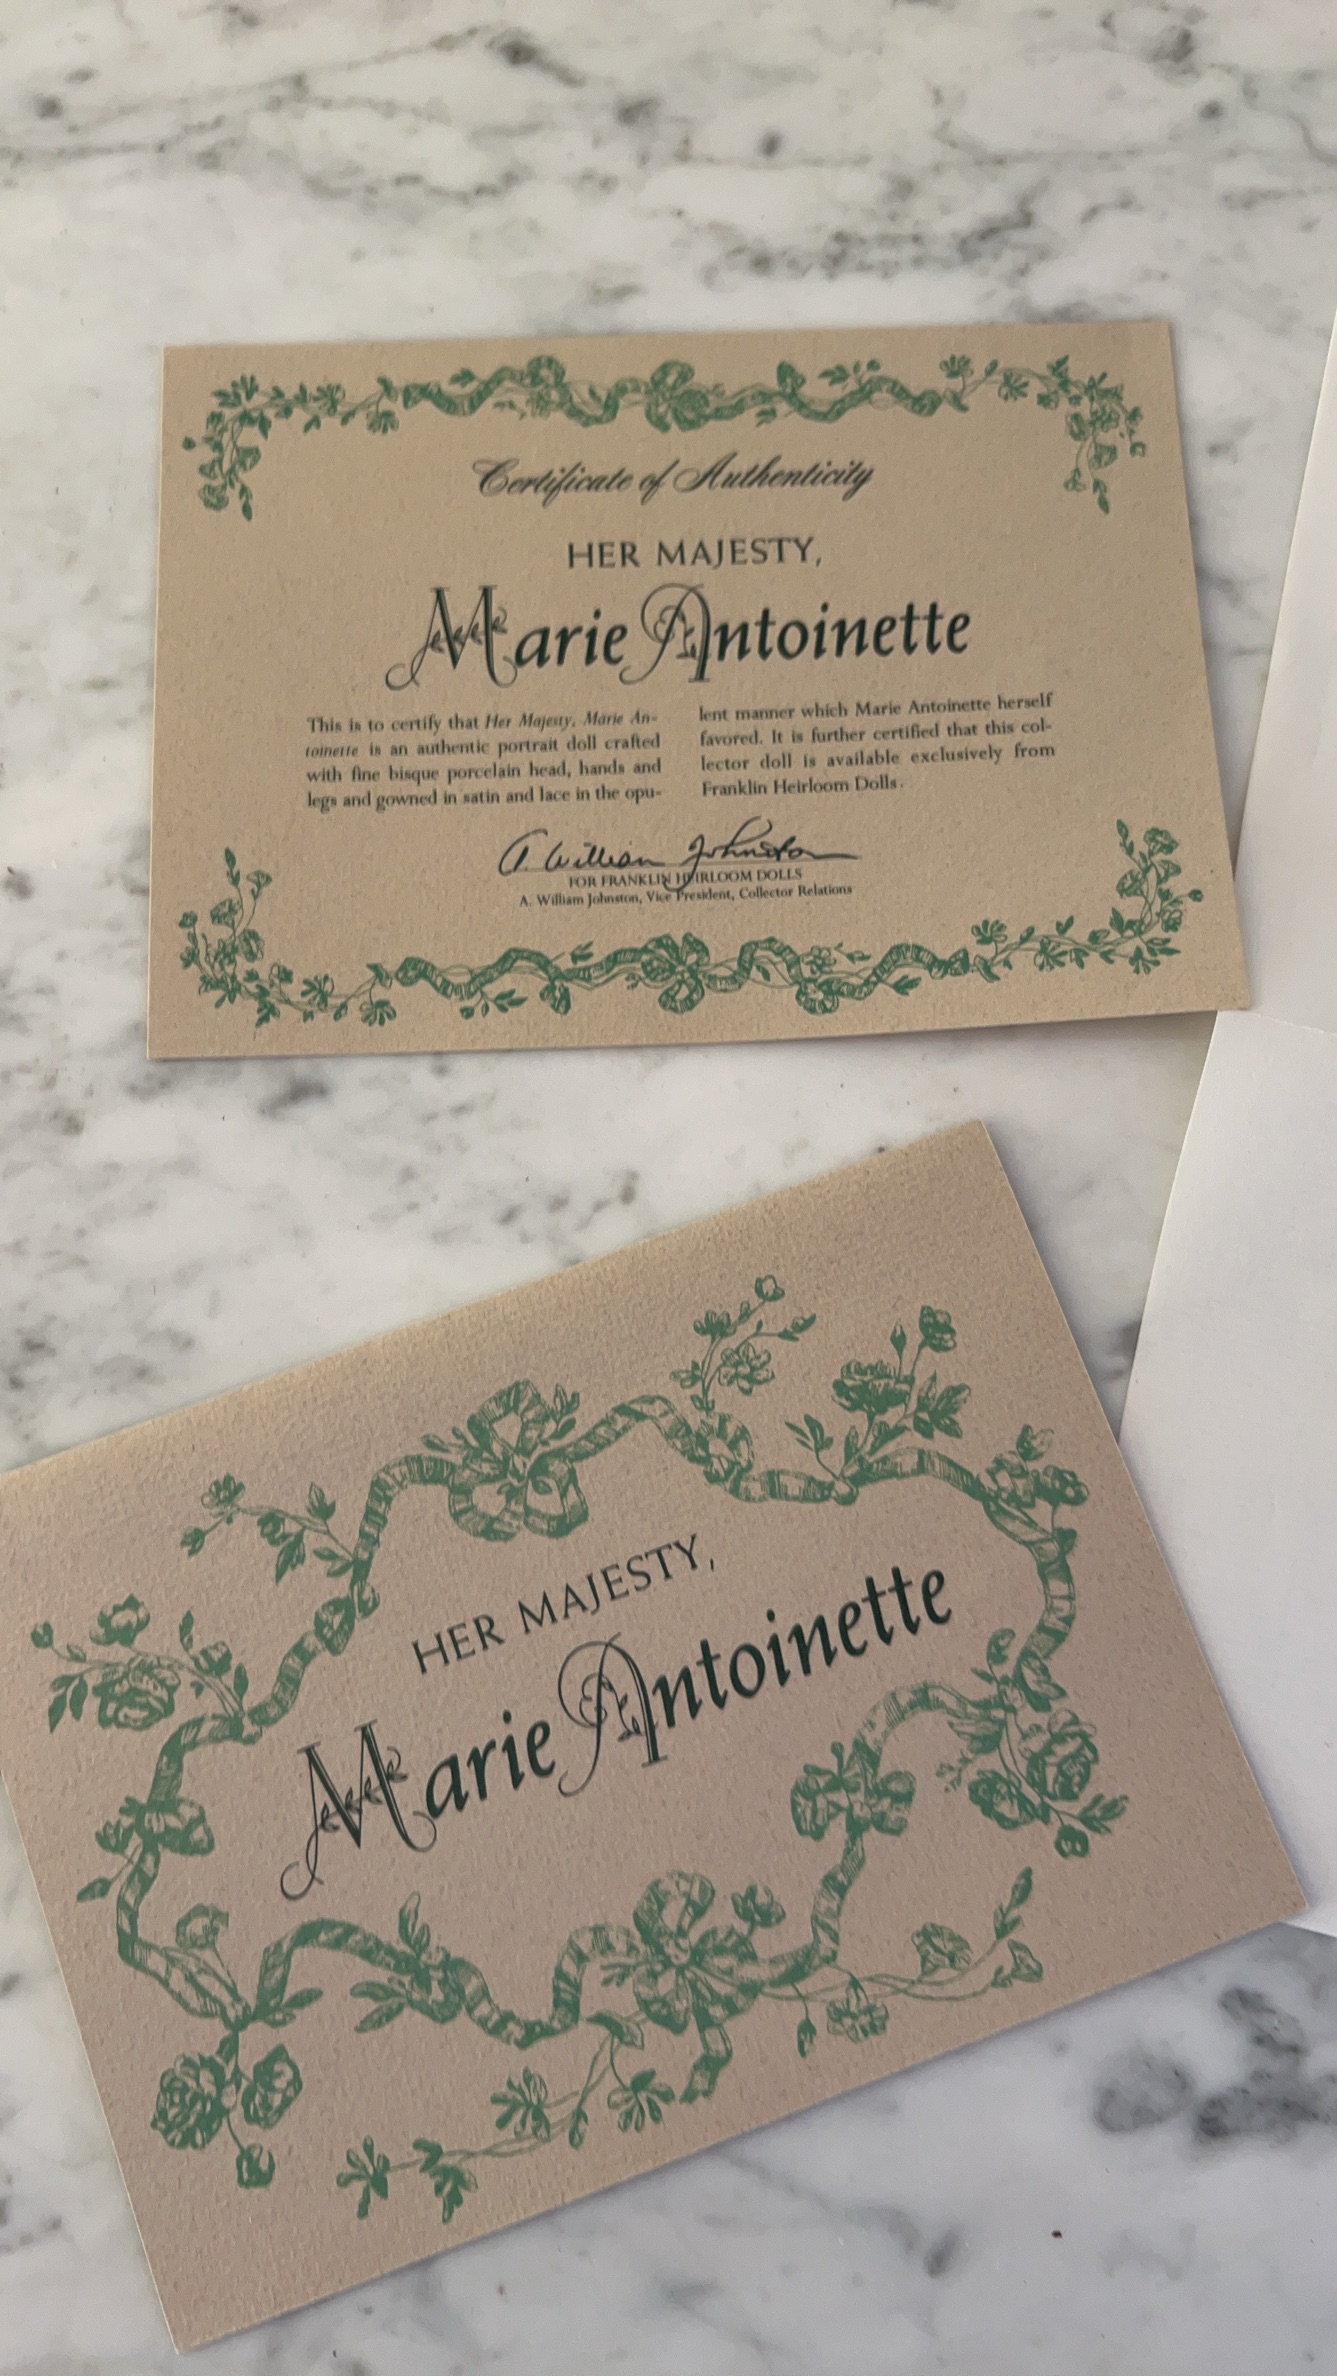 Certificate of Authenticity
HER MAJESTY,
Marie Antoinette
This is to certify that Her Majesty, Marie An-
toinette is an authentic portrait doll crafted
with fine bisque porcelain head, hands and
legs and gowned in satin and lace in the opu-
lent manner which Marie Antoinette herself
favored. It is further certified that this col-
lector doll is available exclusively from
Franklin Heirloom Dolls.
A. William Johnston
FOR FRANKLIN HEIRLOOM DOLLS
A. William Johnston, Vice President, Collector Relations
HER MAJESTY,
Marie Antoinette